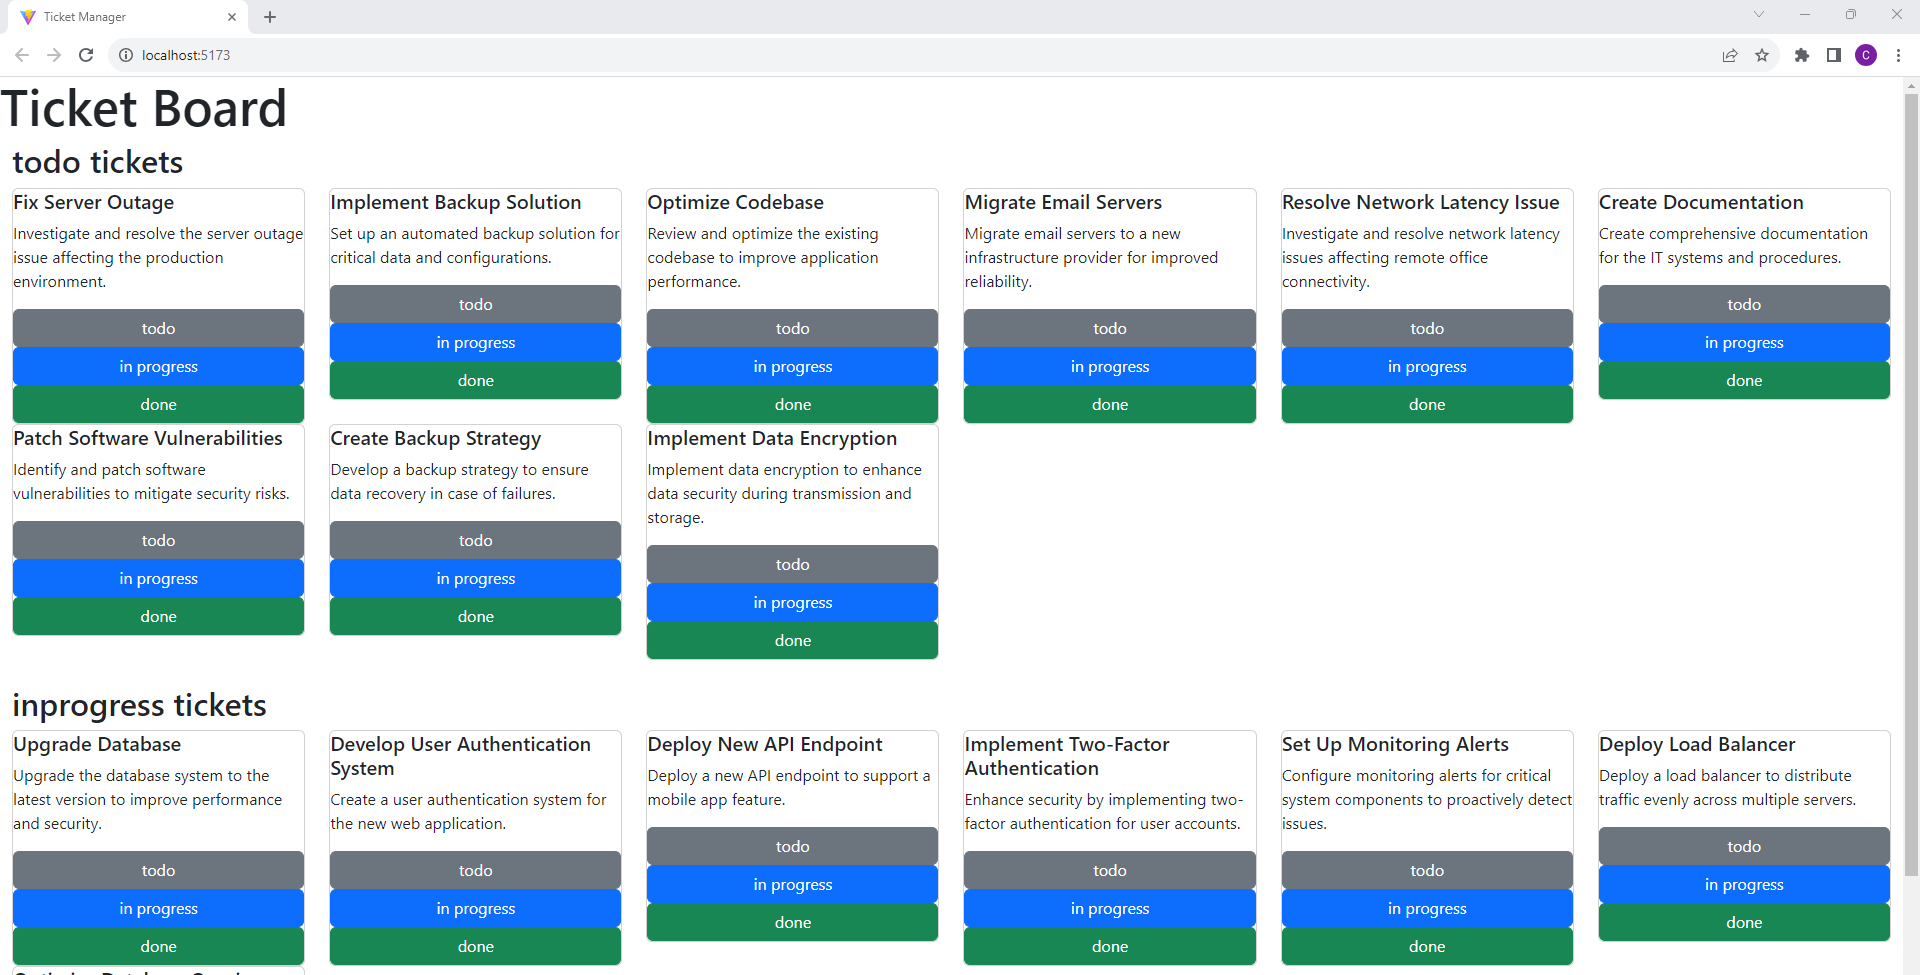 Ticket Manager
localhost:5173
C
Ticket Board
todo tickets
Fix Server Outage
Investigate and resolve the server outage
issue affecting the production
environment.
todo
in progress
done
Implement Backup Solution
Set up an automated backup solution for
critical data and configurations.
todo
in progress
done
Optimize Codebase
Review and optimize the existing
codebase to improve application
performance.
todo
in progress
done
Migrate Email Servers
Migrate email servers to a new
infrastructure provider for improved
reliability.
todo
in progress
done
Resolve Network Latency Issue
Investigate and resolve network latency
issues affecting remote office
connectivity.
todo
in progress
done
Create Documentation
Create comprehensive documentation
for the IT systems and procedures.
todo
in progress
done
Patch Software Vulnerabilities
Identify and patch software
vulnerabilities to mitigate security risks.
todo
in progress
done
Create Backup Strategy
Develop a backup strategy to ensure
data recovery in case of failures.
todo
in progress
done
Implement Data Encryption
Implement data encryption to enhance
data security during transmission and
storage.
todo
in progress
done
inprogress tickets
Upgrade Database
Upgrade the database system to the
latest version to improve performance
and security.
todo
in progress
done
Develop User Authentication
System
Create a user authentication system for
the new web application.
todo
in progress
done
Deploy New API Endpoint
Deploy a new API endpoint to support a
mobile app feature.
todo
in progress
done
Implement Two-Factor
Authentication
Enhance security by implementing two-
factor authentication for user accounts.
todo
in progress
done
Set Up Monitoring Alerts
Configure monitoring alerts for critical
system components to proactively detect
issues.
todo
in progress
done
Deploy Load Balancer
Deploy a load balancer to distribute
traffic evenly across multiple servers.
todo
in progress
done